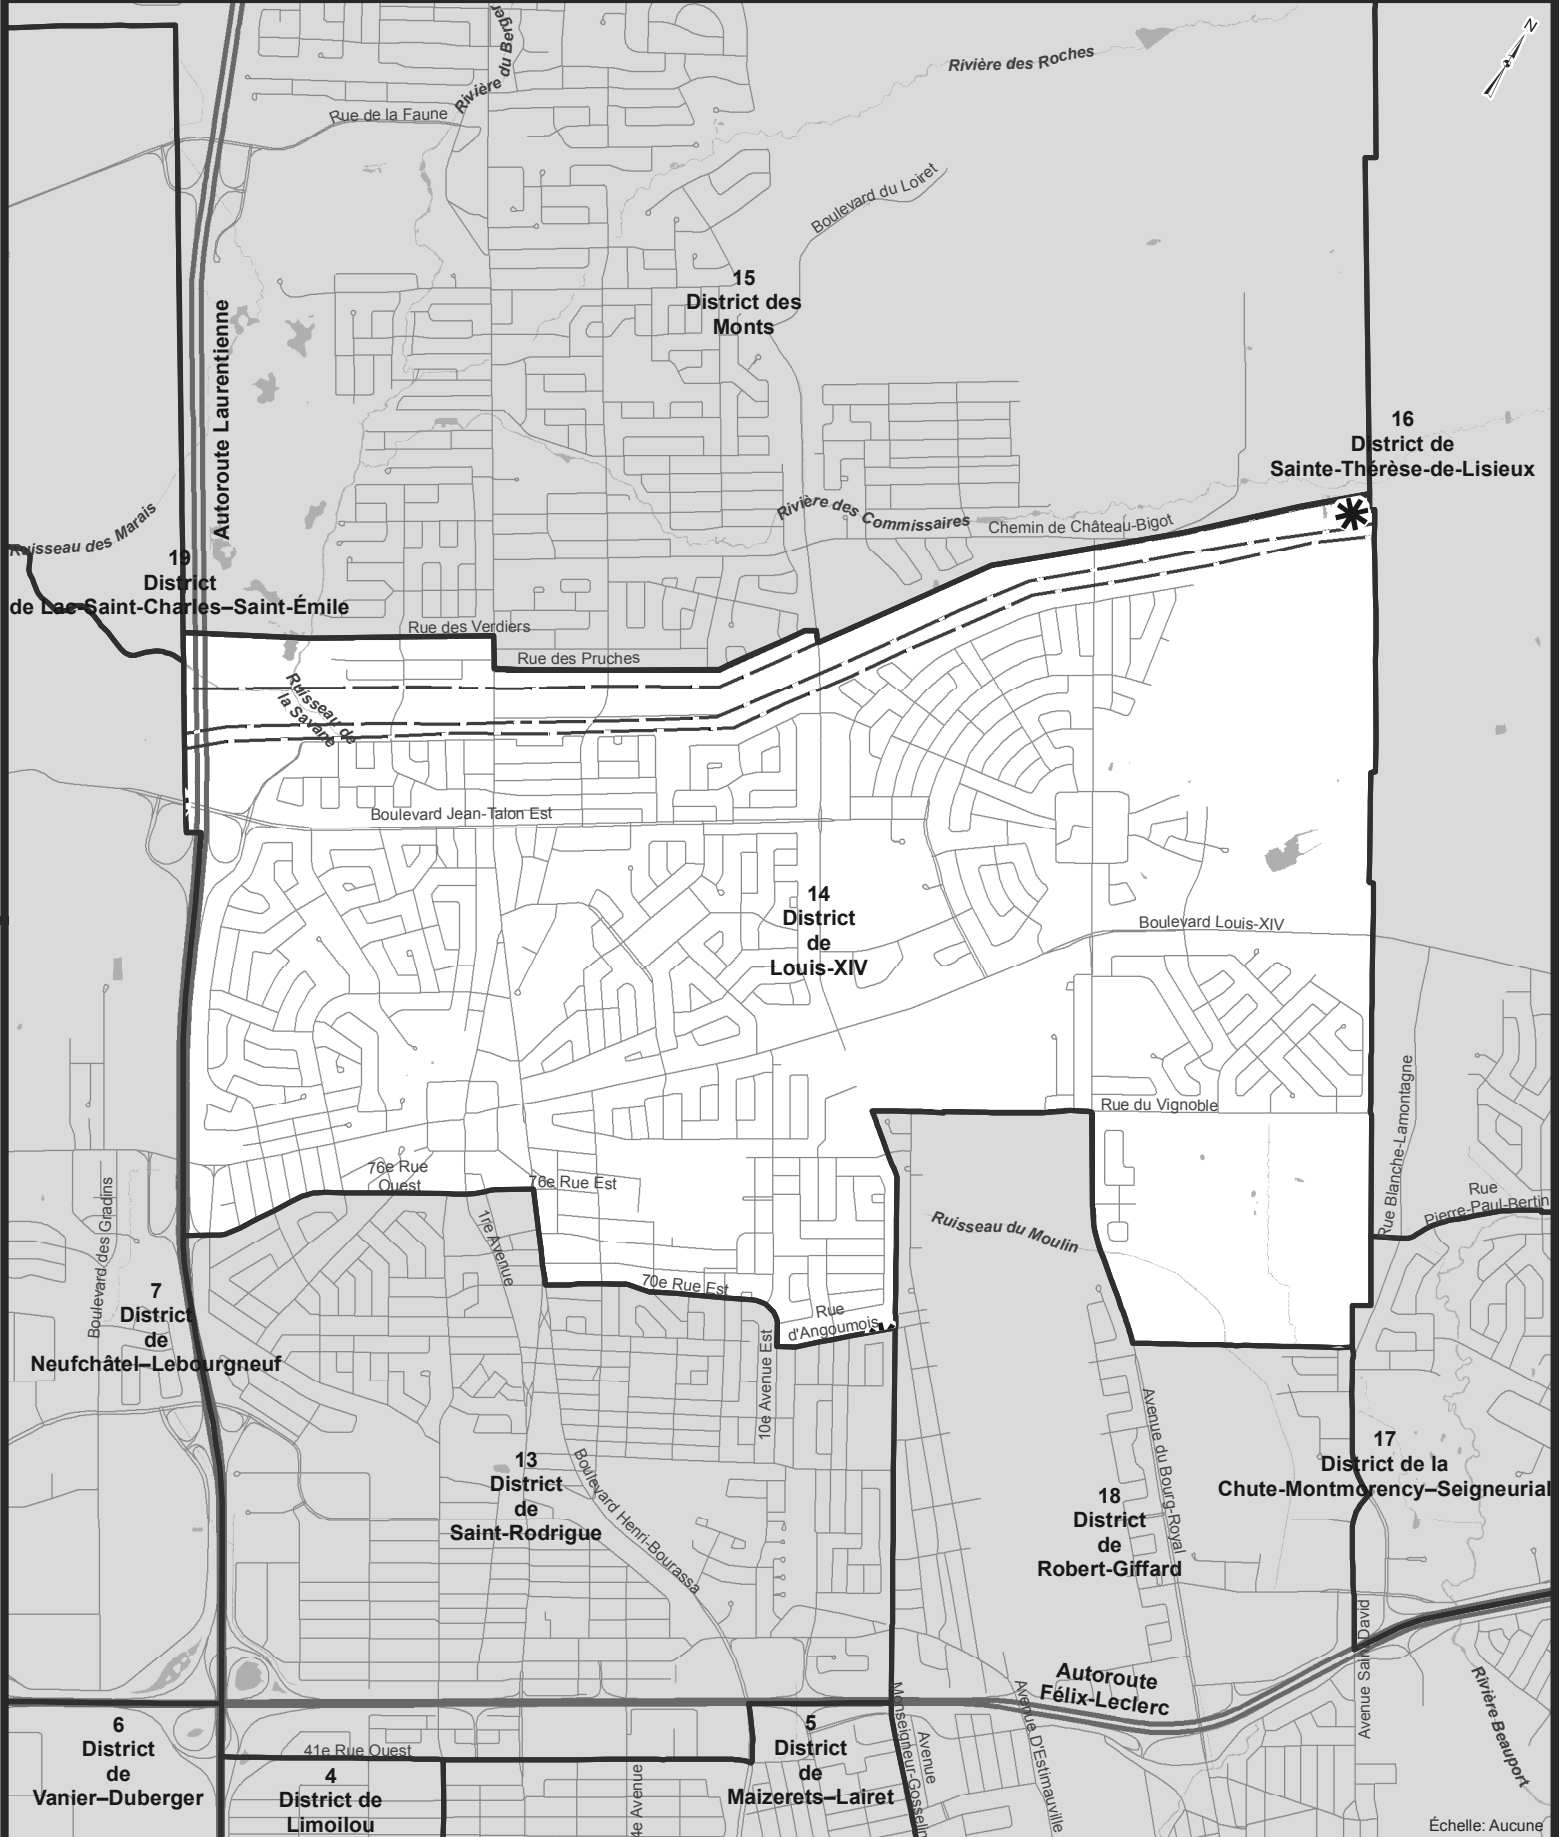 N
Rivière du Berger
Rivière des Roches
Rue de la Faune
Boulevard du Loiret
15
District des
Monts
Autoroute Laurentienne
16
District de
Sainte-Thérèse-de-Lisieux
Rivière des Commissaires
Chemin de Château-Bigot
Ruisseau des Marais
19
District
de Lac-Saint-Charles–Saint-Émile
Rue des Verdiers
Rue des Pruches
Ruisseau de
la Savane
Boulevard Jean-Talon Est
14
District
de
Louis-XIV
Boulevard Louis-XIV
Rue du Vignoble
Rue Blanche-Lamontagne
76e Rue
Ouest
76e Rue Est
Rue
Pierre-Paul-Bertin
Boulevard des Gradins
1re Avenue
Ruisseau du Moulin
70e Rue Est
Rue
d'Angoumois
7
District
de
Neufchâtel–Lebourgneuf
10e Avenue Est
Avenue du Bourg-Royal
17
District de la
Chute-Montmorency–Seigneurial
13
District
de
Saint-Rodrigue
Boulevard Henri-Bourassa
18
District
de
Robert-Giffard
Avenue Saint-David
Autoroute
Félix-Leclerc
Rivière Beauport
Monseigneur-Gosselin
Avenue
Avenue D'Estimauville
6
District
de
Vanier–Duberger
41e Rue Ouest
4
District de
Limoilou
4e Avenue
5
District
de
Maizerets–Lairet
Échelle: Aucune